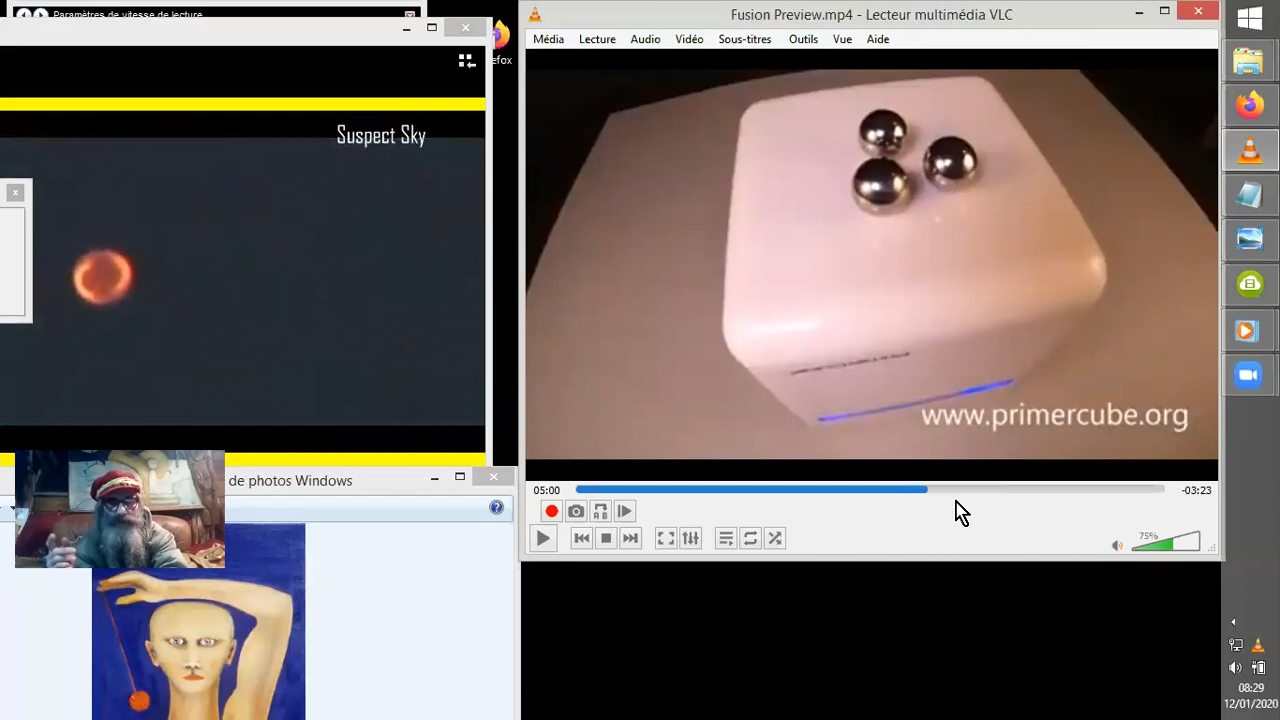 Paramètres de vitesse de lecture
efox
Suspect Sky
Fusion Preview.mp4 - Lecteur multimédia VLC
Média Lecture Audio Vidéo Sous-titres Outils Vue Aide
www.primercube.org
05:00
-03:23
A B
75%
de photos Windows
08:29
12/01/2020